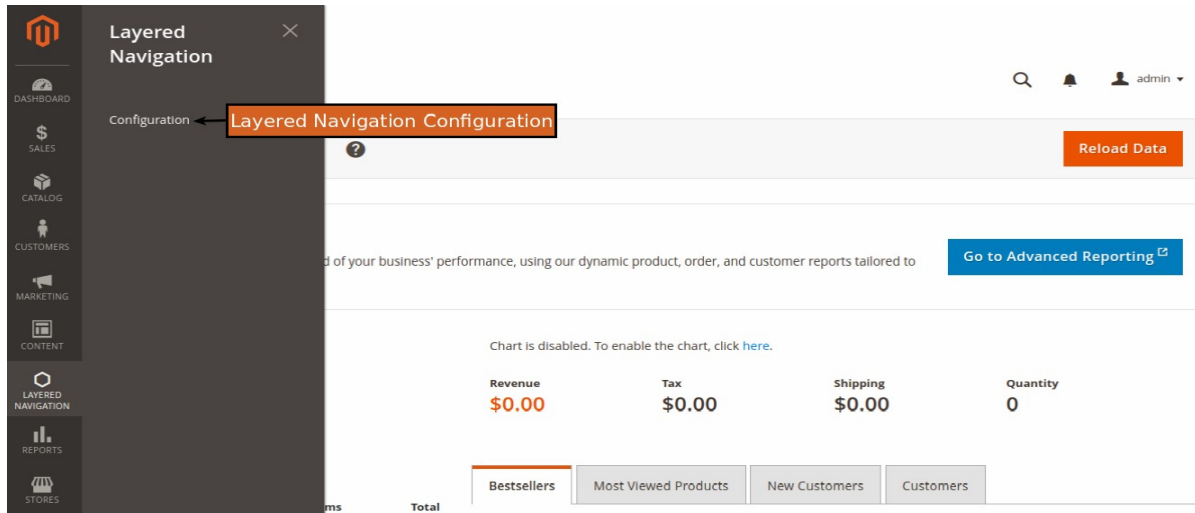 Layered
Navigation
DASHBOARD
SALES
CATALOG
CUSTOMERS
MARKETING
CONTENT
LAYERED
NAVIGATION
REPORTS
STORES
Configuration
Layered Navigation Configuration
admin
?
Reload Data
d of your business' performance, using our dynamic product, order, and customer reports tailored to
Go to Advanced Reporting
Chart is disabled. To enable the chart, click here.
Revenue Tax Shipping Quantity
$0.00 $0.00 $0.00 0
Bestsellers Most Viewed Products New Customers Customers
ms Total